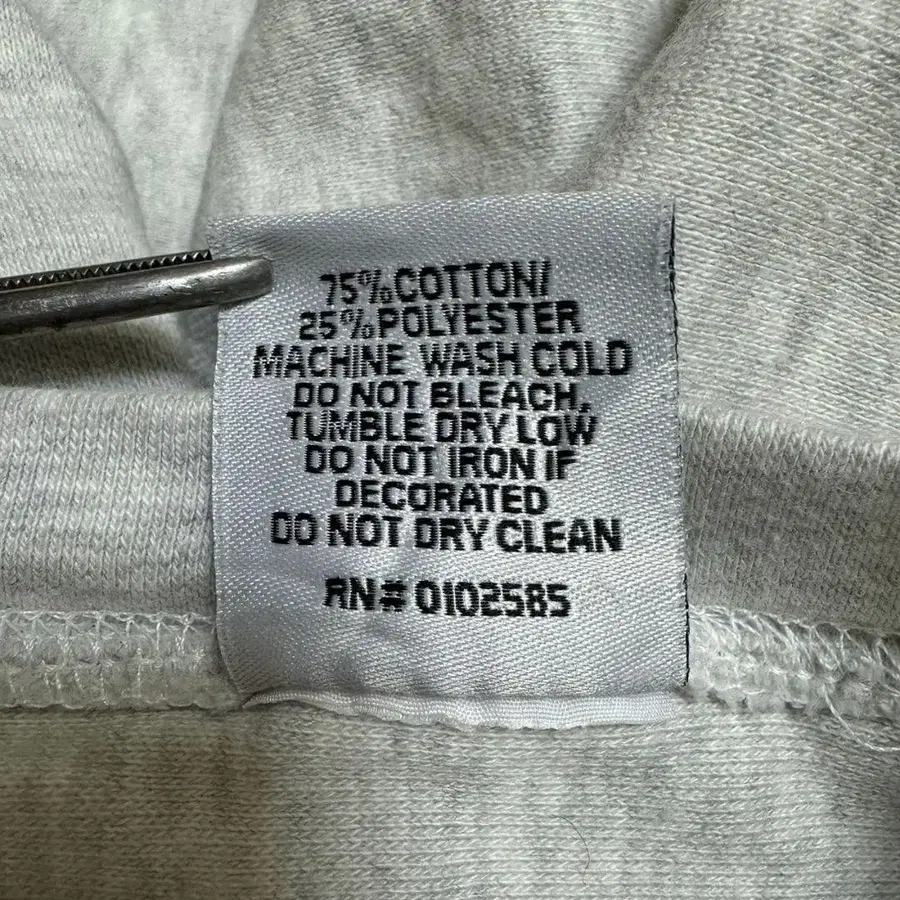 75%COTTON/
25%POLYESTER
MACHINE WASH COLD
DO NOT BLEACH,
TUMBLE DRY LOW
DO NOT IRON IF
DECORATED
DO NOT DRY CLEAN
RN# 0102585